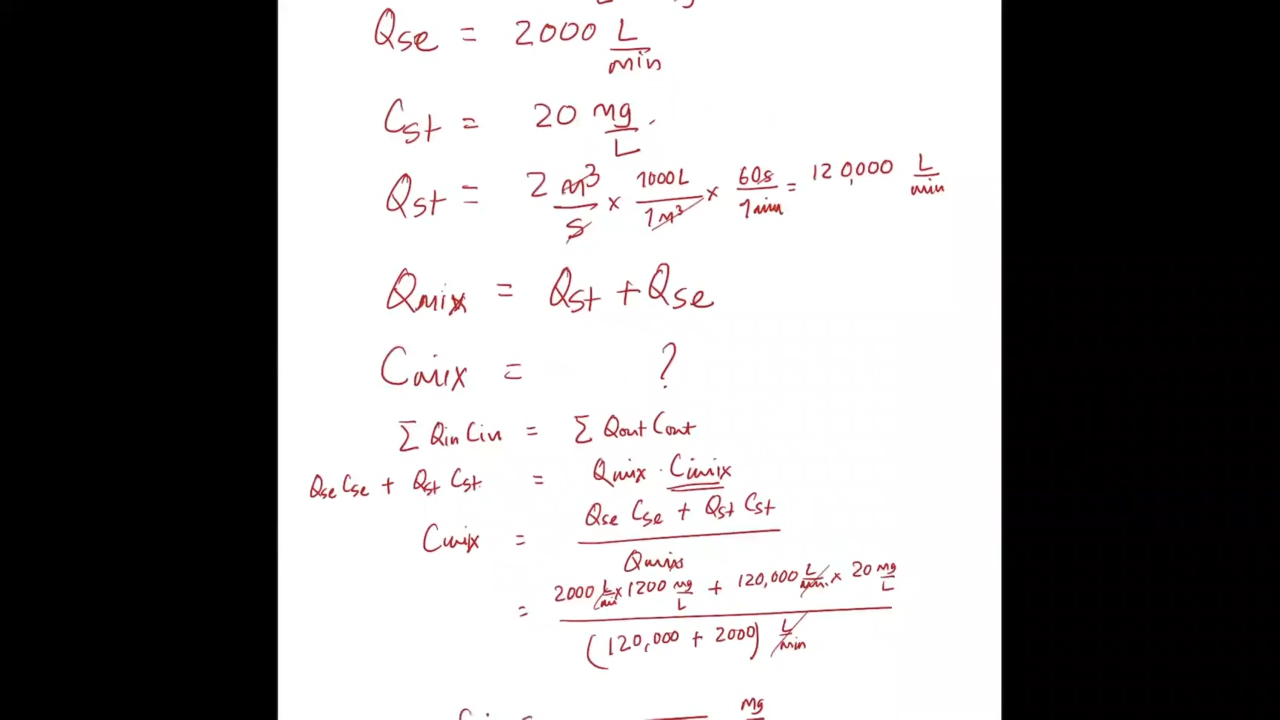 Qse = 2000 L/min
Cst = 20 mg/L.
Qst = 2 m³/s × 1000L/1m³ × 60s/1min = 120,000 L/min
Qmix = Qst + Qse
Cmix = ?
Σ Qin Cin = Σ Qout Cout
Qse Cse + Qst Cst = Qmix · Cmix
Cmix = Qse Cse + Qst Cst / Qmix
= 2000 L/min × 1200 mg/L + 120,000 L/min × 20 mg/L / (120,000 + 2000) L/min
mg